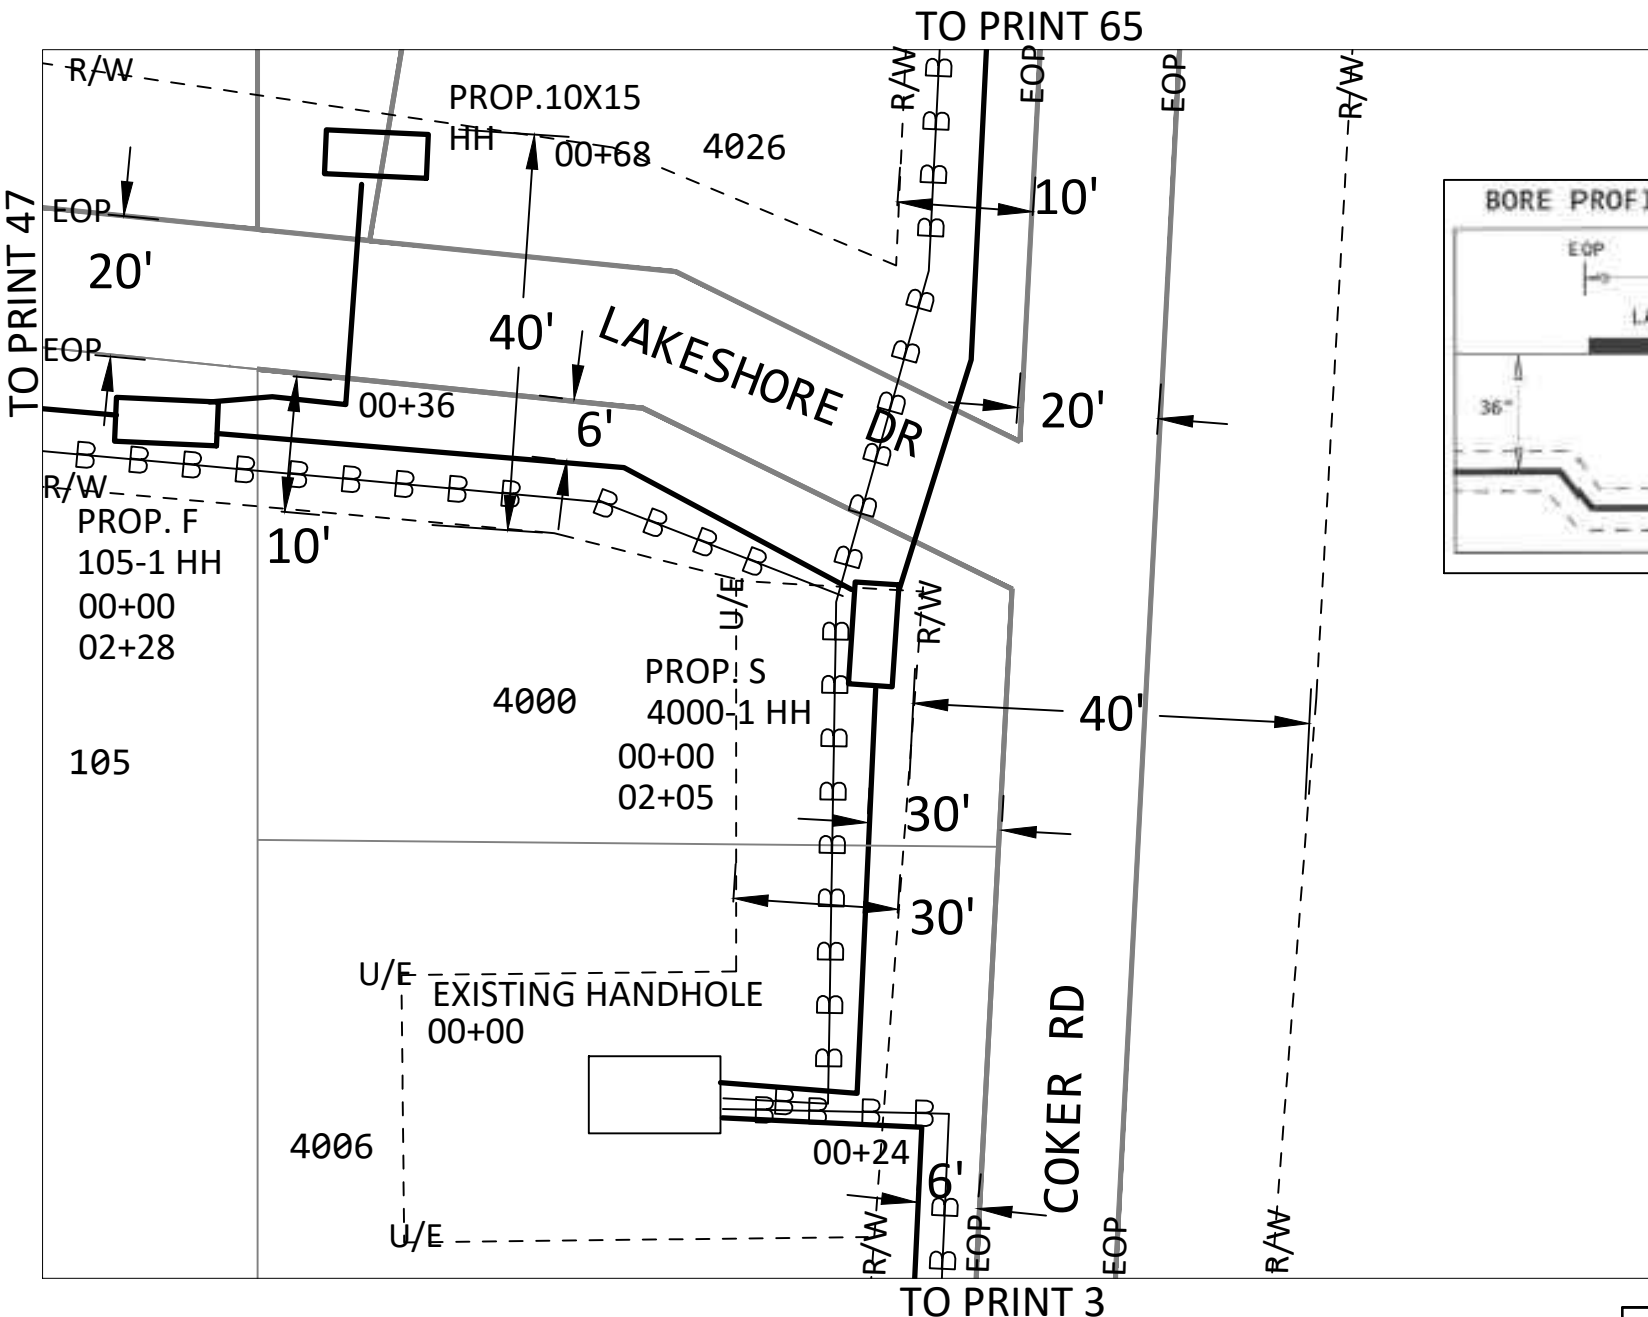 TO PRINT 65
R/W
R/W
EOP
EOP
R/W
PROP.10X15
HH
00+68
4026
10'
EOP
20'
TO PRINT 47
EOP
40'
LAKESHORE DR
00+36
6'
20'
R/W
10'
PROP. F
105-1 HH
00+00
02+28
B B B B B B B B B B B B B
B B B B B B B B B B B
U/E
R/W
PROP. S
4000-1 HH
00+00
02+05
4000
40'
105
30'
30'
B B B B B B B B B
U/E
EXISTING HANDHOLE
00+00
COKER RD
B B B B B
4006
00+24
6'
B B
U/E
R/W
EOP
EOP
R/W
TO PRINT 3
BORE PROFI
EOP
LA
36"